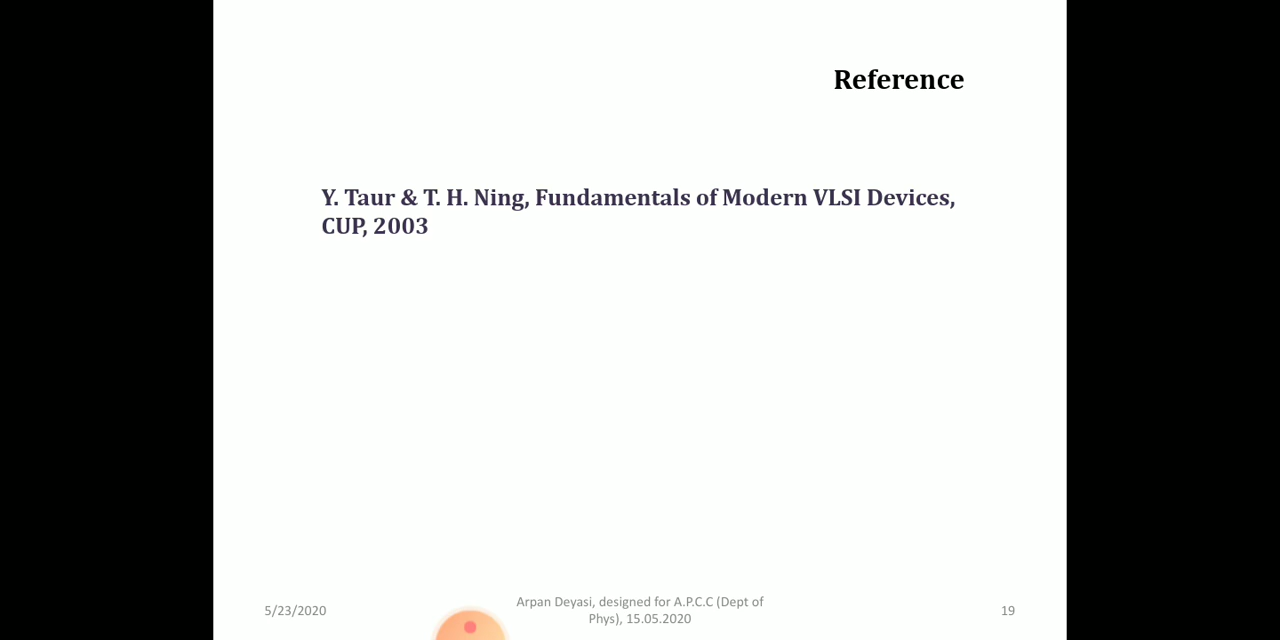 Reference
Y. Taur & T. H. Ning, Fundamentals of Modern VLSI Devices,
CUP, 2003
5/23/2020
Arpan Deyasi, designed for A.P.C.C (Dept of
Phys), 15.05.2020
19